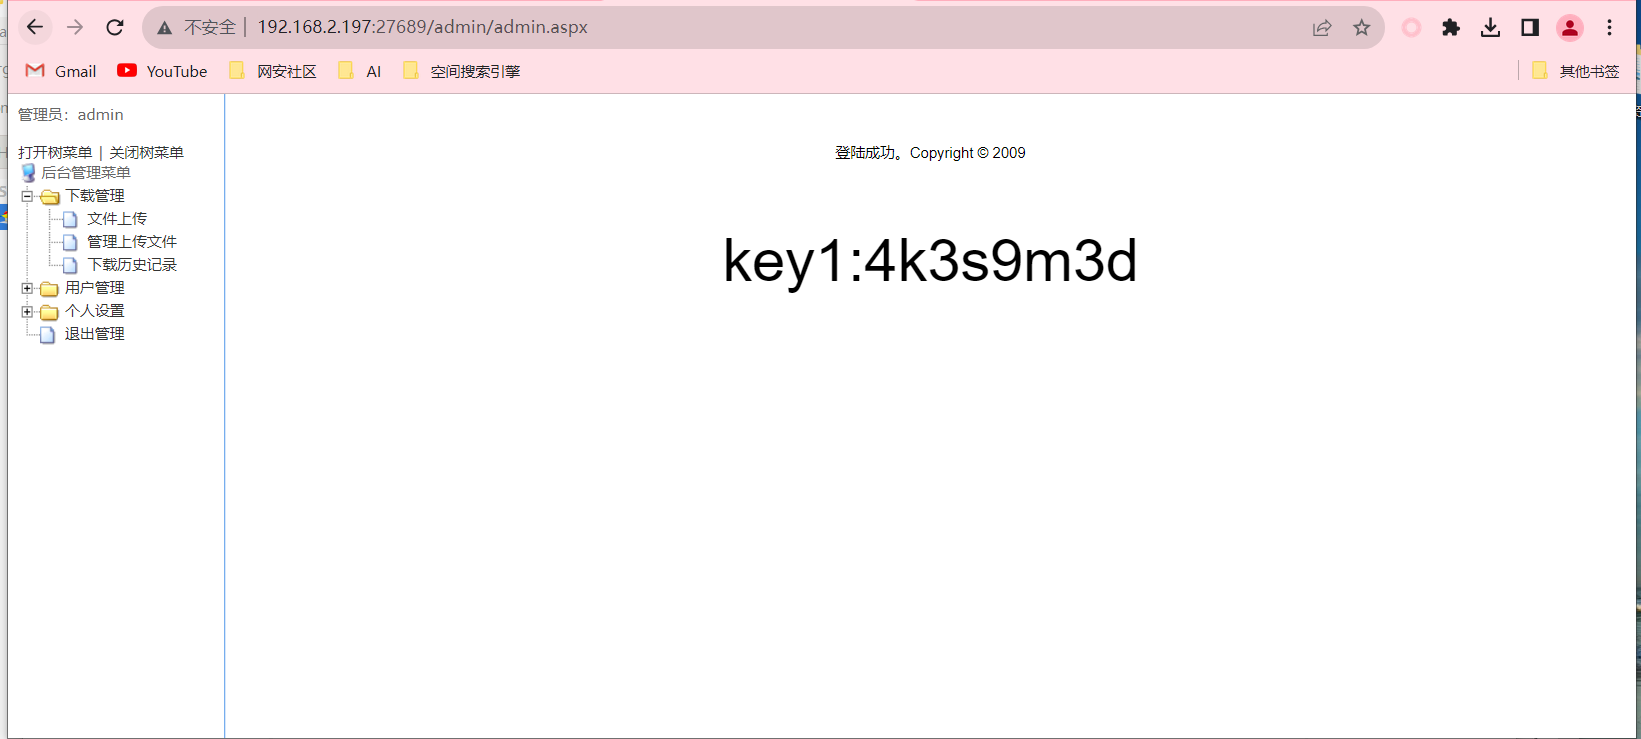 不安全 | 192.168.2.197:27689/admin/admin.aspx
Gmail YouTube 网安社区 AI 空间搜索引擎 其他书签
管理员：admin
打开树菜单 | 关闭树菜单
后台管理菜单
下载管理
文件上传
管理上传文件
下载历史记录
用户管理
个人设置
退出管理
登陆成功。Copyright © 2009
key1:4k3s9m3d